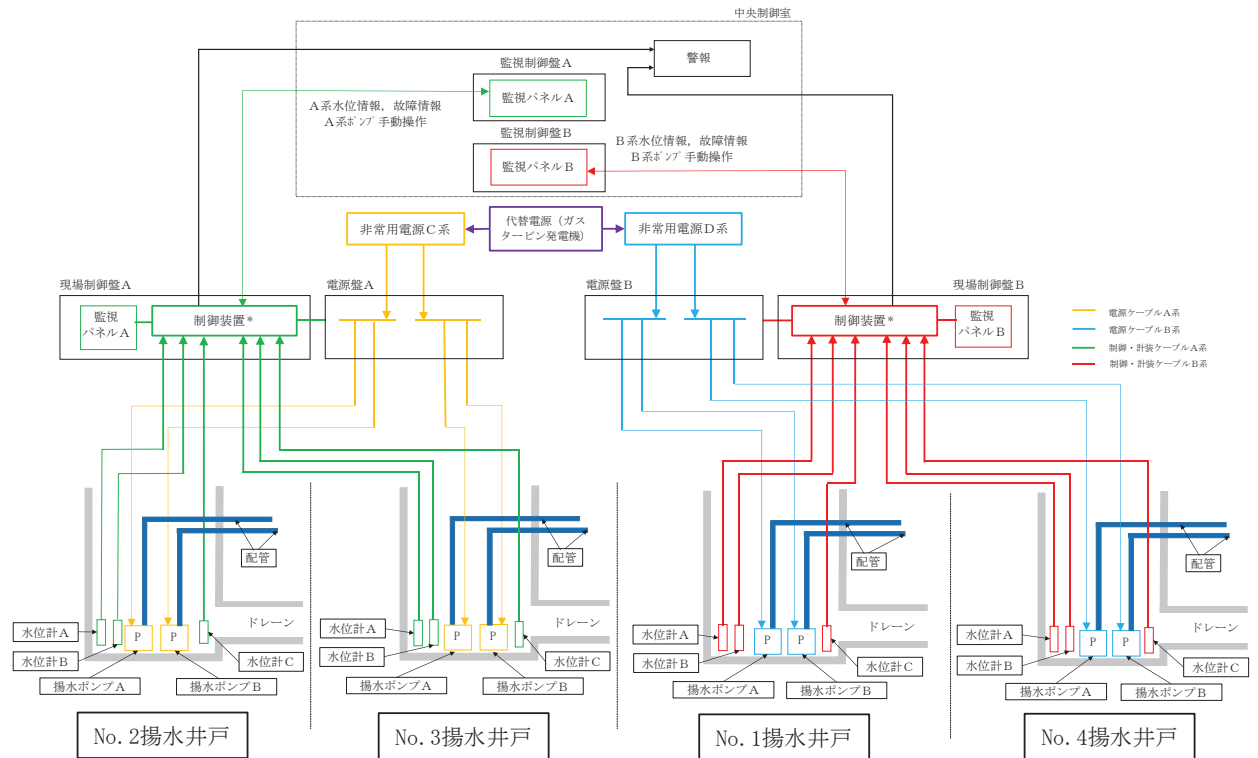 中央制御室
警報
監視制御盤A
監視パネルA
A系水位情報，故障情報
A系ポンプ手動操作
監視制御盤B
監視パネルB
B系水位情報，故障情報
B系ポンプ手動操作
非常用電源C系
代替電源（ガス
タービン発電機）
非常用電源D系
現場制御盤A
電源盤A
電源盤B
現場制御盤B
監視
パネルA
制御装置*
制御装置*
監視
パネルB
電源ケーブルA系
電源ケーブルB系
制御・計装ケーブルA系
制御・計装ケーブルB系
配管
配管
配管
配管
水位計A
P
P
ドレーン
水位計B
水位計C
揚水ポンプA
揚水ポンプB
No.2揚水井戸
水位計A
P
P
ドレーン
水位計B
水位計C
揚水ポンプA
揚水ポンプB
No.3揚水井戸
水位計A
P
P
ドレーン
水位計B
水位計C
揚水ポンプA
揚水ポンプB
No.1揚水井戸
水位計A
P
P
ドレーン
水位計B
水位計C
揚水ポンプA
揚水ポンプB
No.4揚水井戸